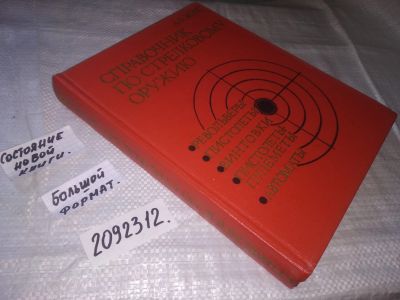 СПРАВОЧНИК
ПО СТРЕЛКОВОМУ
ОРУЖИЮ
• РЕВОЛЬВЕРЫ
• ПИСТОЛЕТЫ
• ВИНТОВКИ
• ПИСТОЛЕТЫ-
ПУЛЕМЕТЫ
• АВТОМАТЫ
СОСТОЯНИЕ
НОВОЙ
КНИГИ.
БОЛЬШОЙ
ФОРМАТ.
2092312.